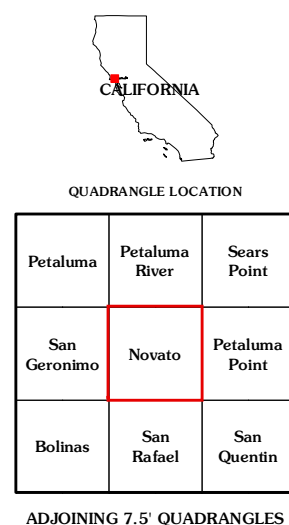 CALIFORNIA
QUADRANGLE LOCATION
Petaluma
Petaluma
River
Sears
Point
San
Geronimo
Novato
Petaluma
Point
Bolinas
San
Rafael
San
Quentin
ADJOINING 7.5' QUADRANGLES